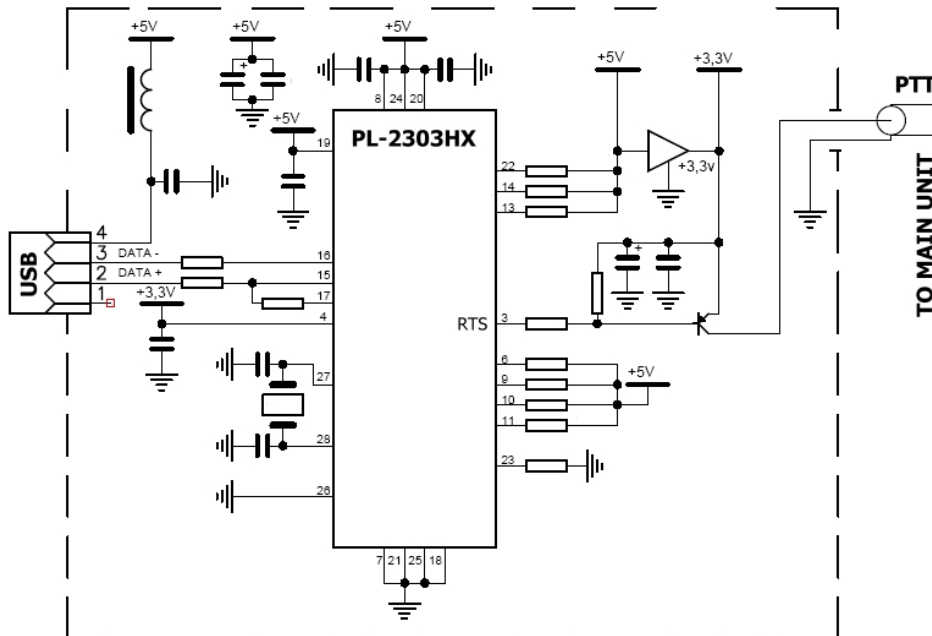 +5V
+5V
+5V
+5V
+3,3V
PTT
8
24
20
+5V
19
PL-2303HX
22
14
13
+3,3v
TO MAIN UNIT
USB
4
3
DATA -
16
2
DATA +
15
1
17
+3,3V
4
RTS
3
27
6
9
10
11
+5V
28
23
26
7
21
25
18